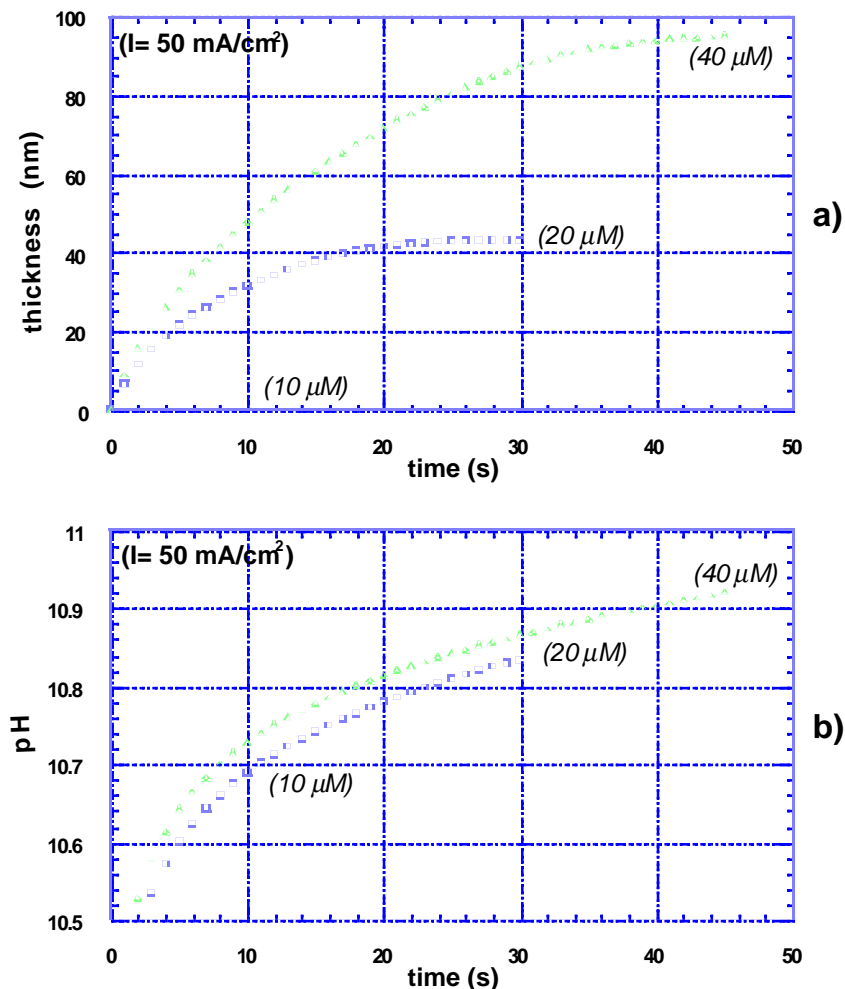 100
(I= 50 mA/cm2)
(40 μM)
80
60
thickness (nm)
a)
40
(20 μM)
20
(10 μM)
0
0 10 20 30 40 50
time (s)
11
(I= 50 mA/cm2)
(40 μM)
10.9
(20 μM)
10.8
pH
b)
10.7
(10 μM)
10.6
10.5
0 10 20 30 40 50
time (s)